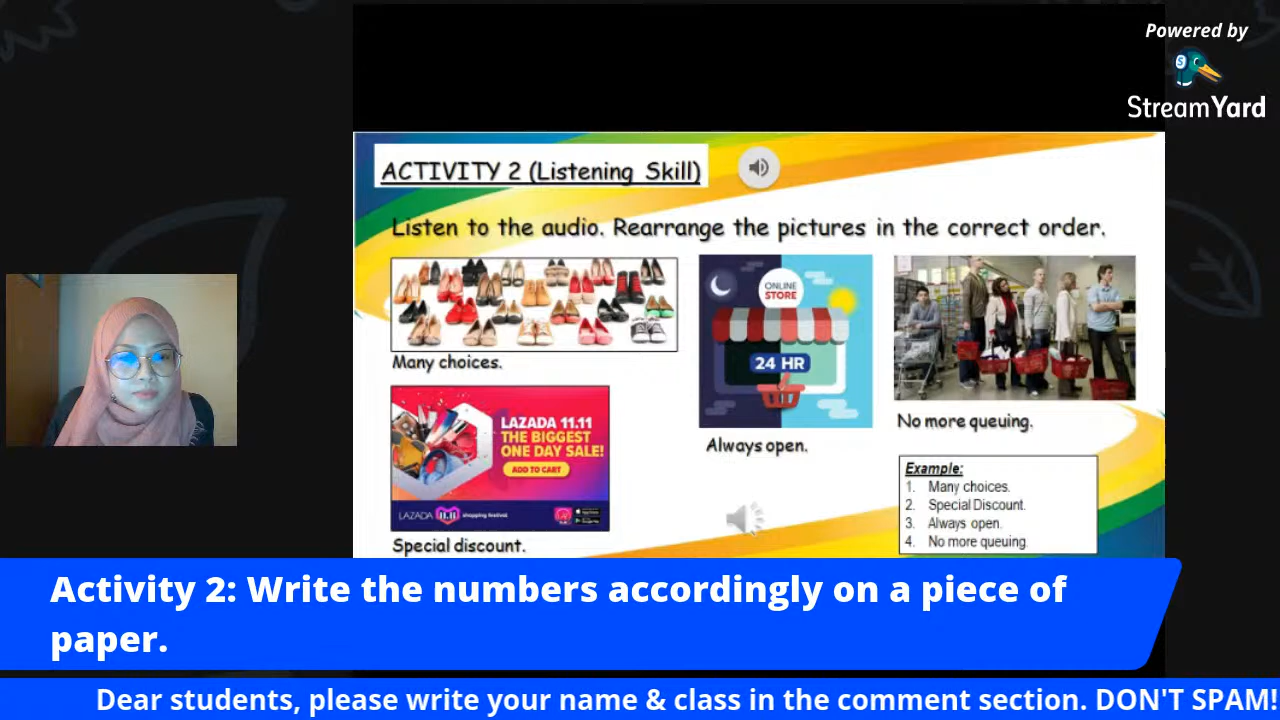 Powered by
StreamYard
ACTIVITY 2 (Listening Skill)
Listen to the audio. Rearrange the pictures in the correct order.
ONLINE
STORE
24 HR
Many choices.
LAZADA 11.11
THE BIGGEST
ONE DAY SALE!
ADD TO CART
LAZADA 11.11 shopping festival.
Special discount.
Always open.
No more queuing.
Example:
1. Many choices.
2. Special Discount.
3. Always open.
4. No more queuing.
Activity 2: Write the numbers accordingly on a piece of
paper.
Dear students, please write your name & class in the comment section. DON'T SPAM!